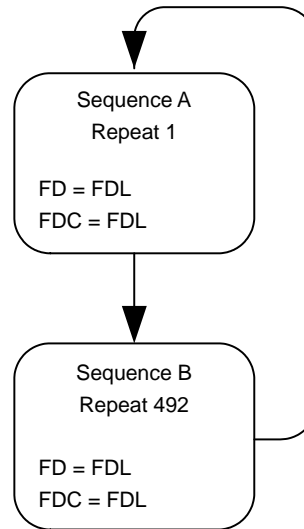 Sequence A
Repeat 1
FD = FDL
FDC = FDL
Sequence B
Repeat 492
FD = FDL
FDC = FDL